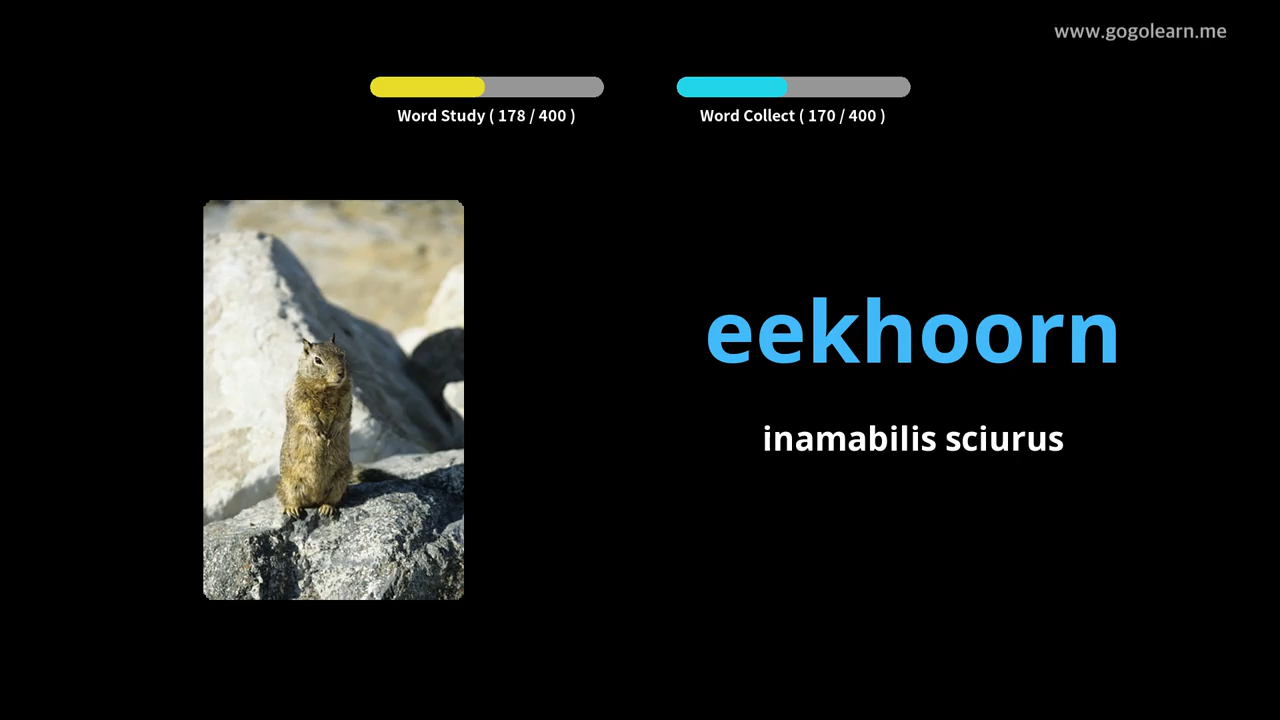 www.gogolearn.me
Word Study ( 178 / 400 )
Word Collect ( 170 / 400 )
eekhoorn
inamabilis sciurus